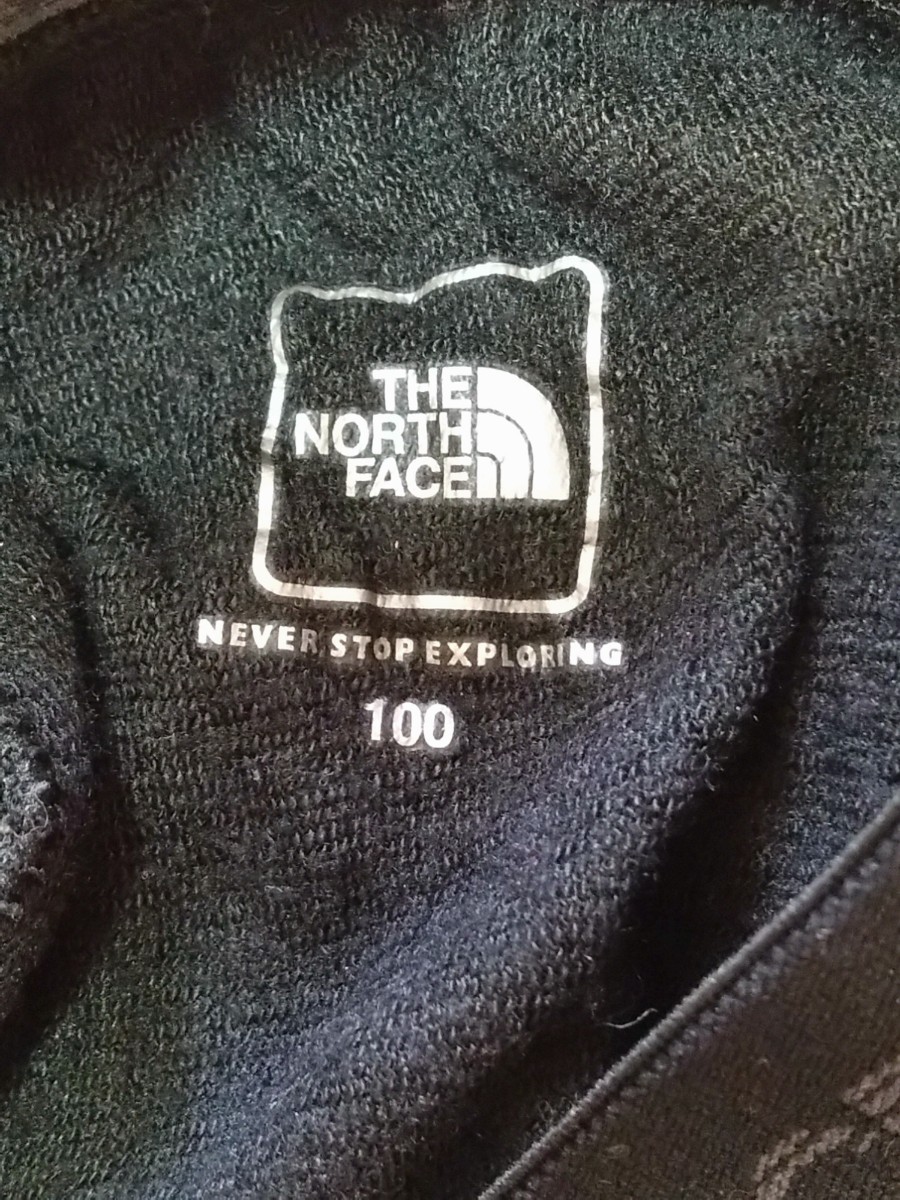 THE
NORTH
FACE
NEVER STOP EXPLORING
100